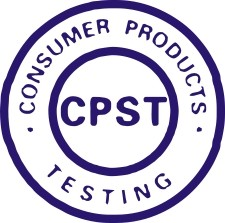 · CONSUMER PRODUCTS ·
CPST
TESTING